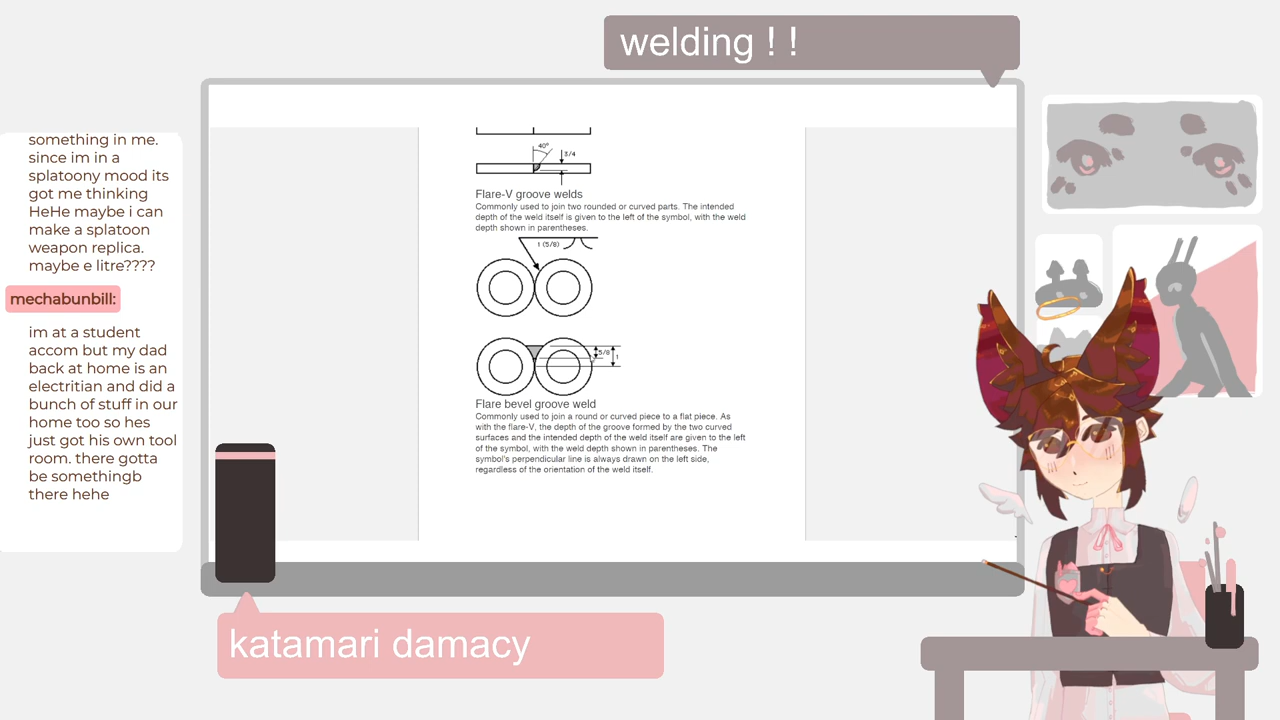 welding ! !
something in me.
since im in a
splatoony mood its
got me thinking
HeHe maybe i can
make a splatoon
weapon replica.
maybe e litre????
mechabunbill:
im at a student
accom but my dad
back at home is an
electritian and did a
bunch of stuff in our
home too so hes
just got his own tool
room. there gotta
be somethingb
there hehe
40°
3/4
Flare-V groove welds
Commonly used to join two rounded or curved parts. The intended
depth of the weld itself is given to the left of the symbol, with the weld
depth shown in parentheses.
1 (5/8)
5/8
1
Flare bevel groove weld
Commonly used to join a round or curved piece to a flat piece. As
with the flare-V, the depth of the groove formed by the two curved
surfaces and the intended depth of the weld itself are given to the left
of the symbol, with the weld depth shown in parentheses. The
symbol's perpendicular line is always drawn on the left side,
regardless of the orientation of the weld itself.
katamari damacy